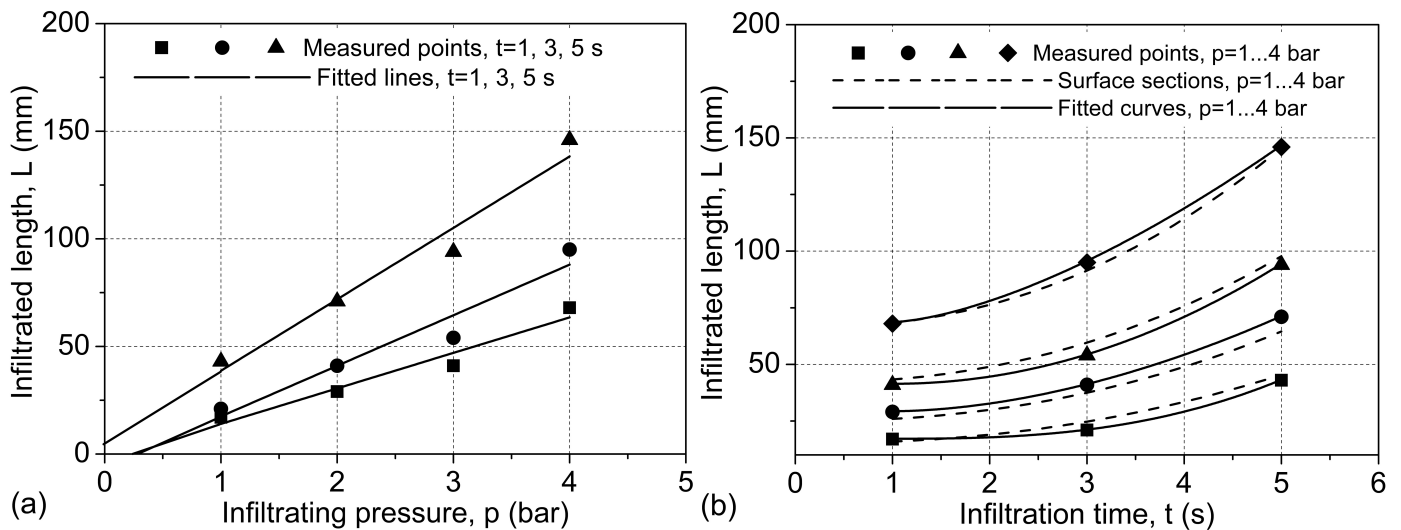 200
150
100
50
0
Infiltrated length, L (mm)
Measured points, t=1, 3, 5 s
Fitted lines, t=1, 3, 5 s
0 1 2 3 4 5
Infiltrating pressure, p (bar)
(a)
200
150
100
50
Infiltrated length, L (mm)
Measured points, p=1...4 bar
Surface sections, p=1...4 bar
Fitted curves, p=1...4 bar
0 1 2 3 4 5 6
Infiltration time, t (s)
(b)